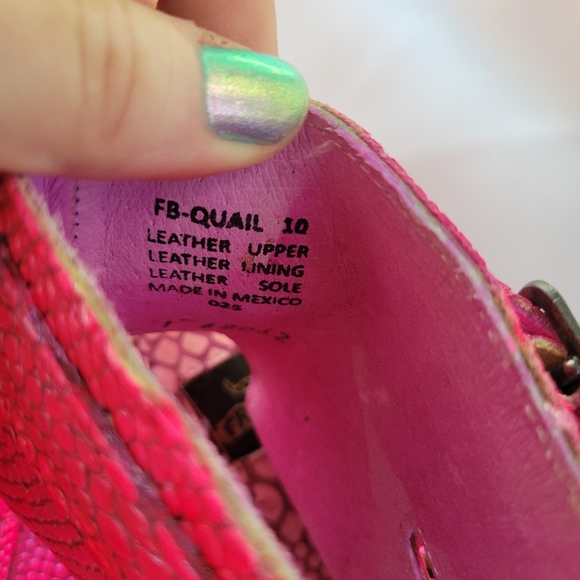 FB-QUAIL 10
LEATHER UPPER
LEATHER LINING
LEATHER SOLE
MADE IN MEXICO
025